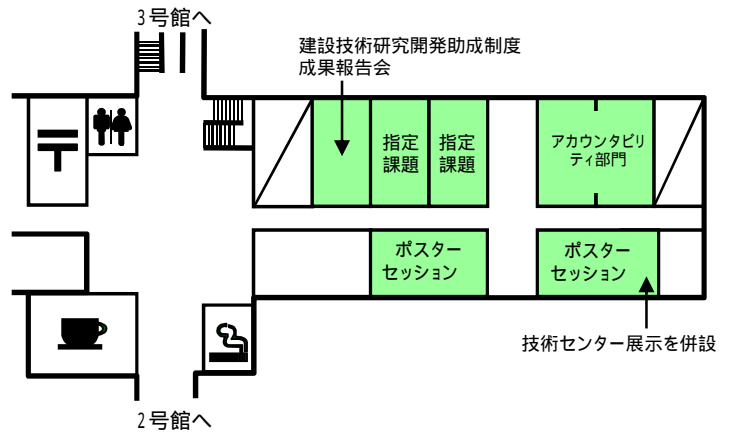 3号館へ
建設技術研究開発助成制度
成果報告会
指定
課題
指定
課題
アカウンタビリ
ティ部門
ポスター
セッション
ポスター
セッション
技術センター展示を併設
2号館へ